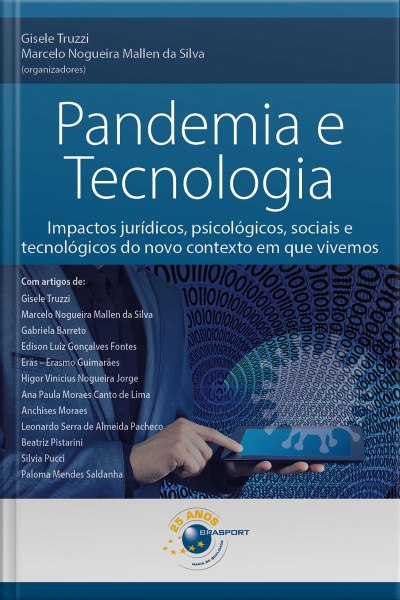 Gisele Truzzi
Marcelo Nogueira Mallen da Silva
(organizadores)
Pandemia e
Tecnologia
Impactos jurídicos, psicológicos, sociais e
tecnológicos do novo contexto em que vivemos
Com artigos de:
Gisele Truzzi
Marcelo Nogueira Mallen da Silva
Gabriela Barreto
Edison Luiz Gonçalves Fontes
Eras – Erasmo Guimarães
Higor Vinicius Nogueira Jorge
Ana Paula Moraes Canto de Lima
Anchises Moraes
Leonardo Serra de Almeida Pacheco
Beatriz Pistarini
Silvia Pucci
Paloma Mendes Saldanha
25 ANOS
BRASPORT